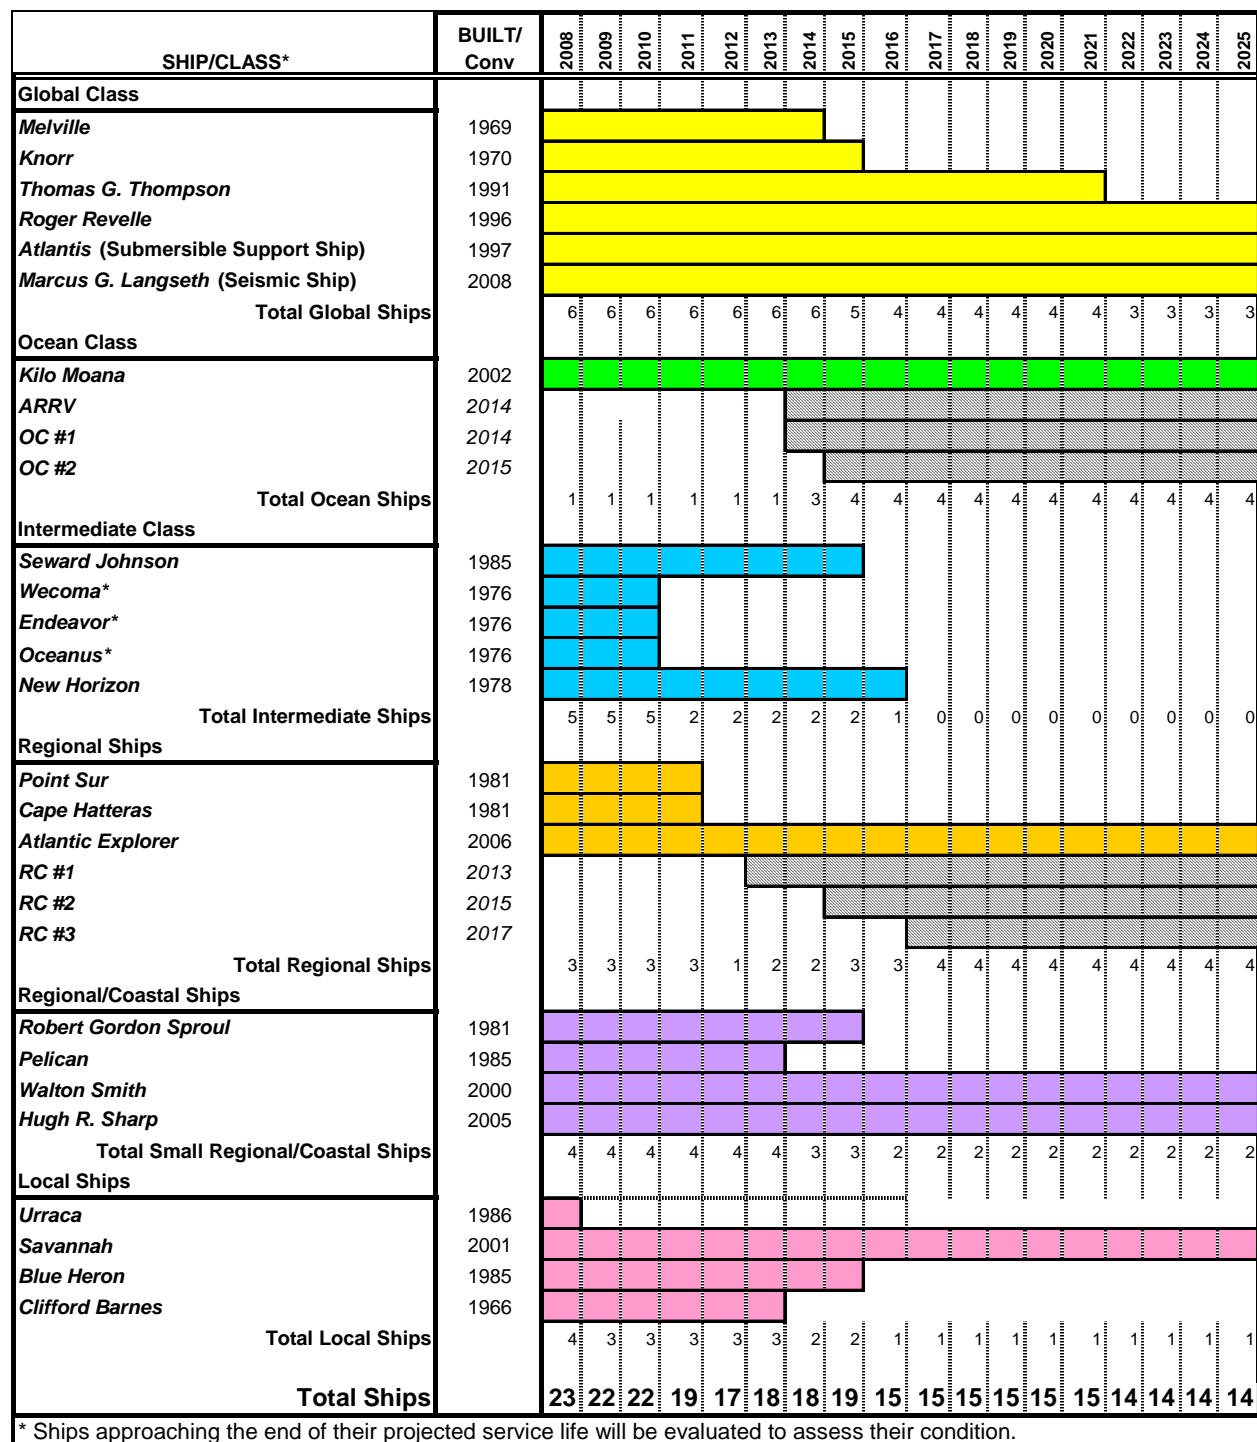 SHIP/CLASS* BUILT/ Conv 2008 2009 2010 2011 2012 2013 2014 2015 2016 2017 2018 2019 2020 2021 2022 2023 2024 2025
Global Class
Melville 1969
Knorr 1970
Thomas G. Thompson 1991
Roger Revelle 1996
Atlantis (Submersible Support Ship) 1997
Marcus G. Langseth (Seismic Ship) 2008
Total Global Ships 6 6 6 6 6 6 6 5 4 4 4 4 4 4 3 3 3 3
Ocean Class
Kilo Moana 2002
ARRV 2014
OC #1 2014
OC #2 2015
Total Ocean Ships 1 1 1 1 1 1 3 4 4 4 4 4 4 4 4 4 4 4
Intermediate Class
Seward Johnson 1985
Wecoma* 1976
Endeavor* 1976
Oceanus* 1976
New Horizon 1978
Total Intermediate Ships 5 5 5 2 2 2 2 2 1 0 0 0 0 0 0 0 0 0
Regional Ships
Point Sur 1981
Cape Hatteras 1981
Atlantic Explorer 2006
RC #1 2013
RC #2 2015
RC #3 2017
Total Regional Ships 3 3 3 3 1 2 2 3 3 4 4 4 4 4 4 4 4 4
Regional/Coastal Ships
Robert Gordon Sproul 1981
Pelican 1985
Walton Smith 2000
Hugh R. Sharp 2005
Total Small Regional/Coastal Ships 4 4 4 4 4 4 3 3 2 2 2 2 2 2 2 2 2 2
Local Ships
Urraca 1986
Savannah 2001
Blue Heron 1985
Clifford Barnes 1966
Total Local Ships 4 3 3 3 3 3 2 2 1 1 1 1 1 1 1 1 1 1
Total Ships 23 22 22 19 17 18 18 19 15 15 15 15 15 15 14 14 14 14
* Ships approaching the end of their projected service life will be evaluated to assess their condition.